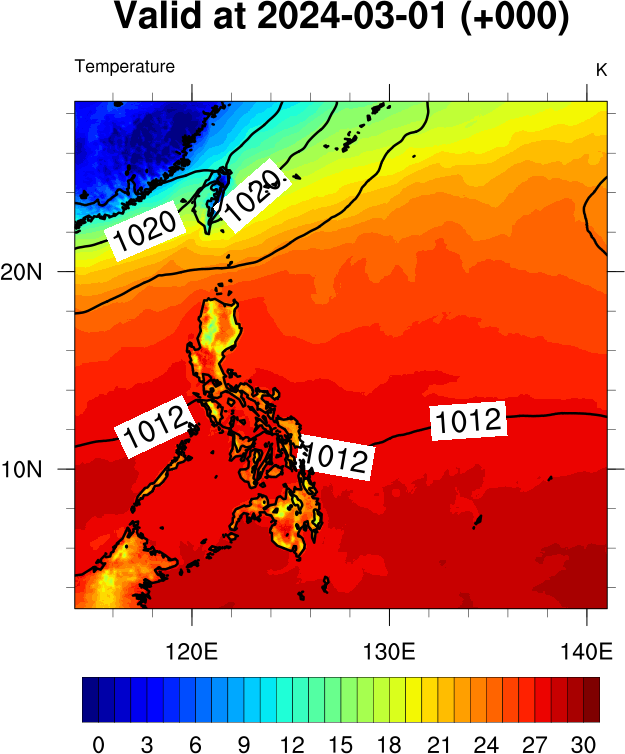 Valid at 2024-03-01 (+000)
Temperature K
1020 1020
20N
1012 1012 1012
10N
120E 130E 140E
0 3 6 9 12 15 18 21 24 27 30